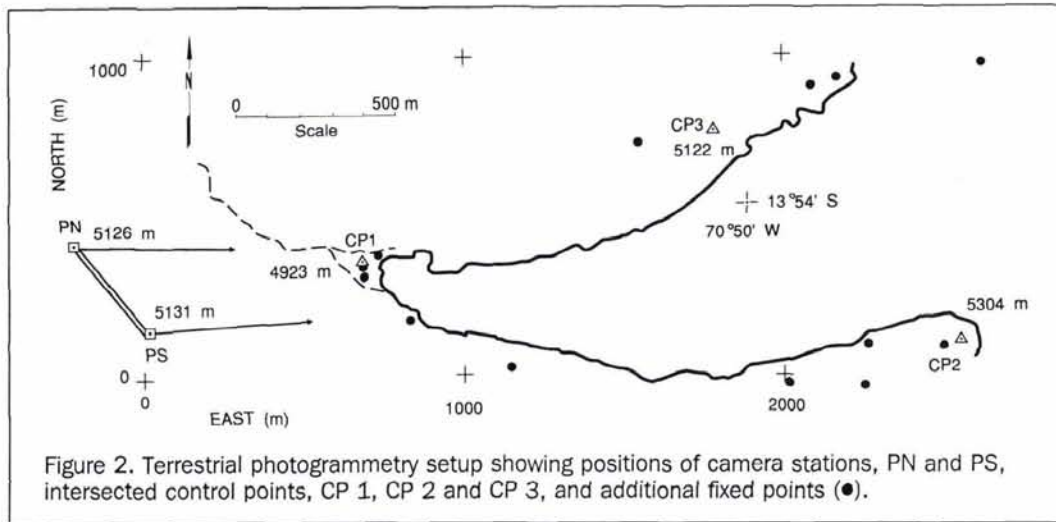 1000
N
0 500 m
Scale
NORTH (m)
CP3
5122 m
13°54' S
70°50' W
PN
5126 m
CP1
4923 m
5131 m
PS
5304 m
CP2
0
0
1000
2000
EAST (m)
Figure 2. Terrestrial photogrammetry setup showing positions of camera stations, PN and PS,
intersected control points, CP 1, CP 2 and CP 3, and additional fixed points (●).